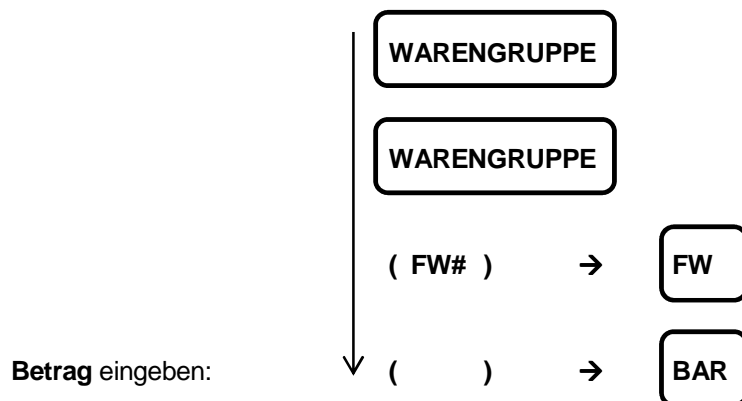 WARENGRUPPE
WARENGRUPPE
( FW# ) → FW
Betrag eingeben: ( ) → BAR